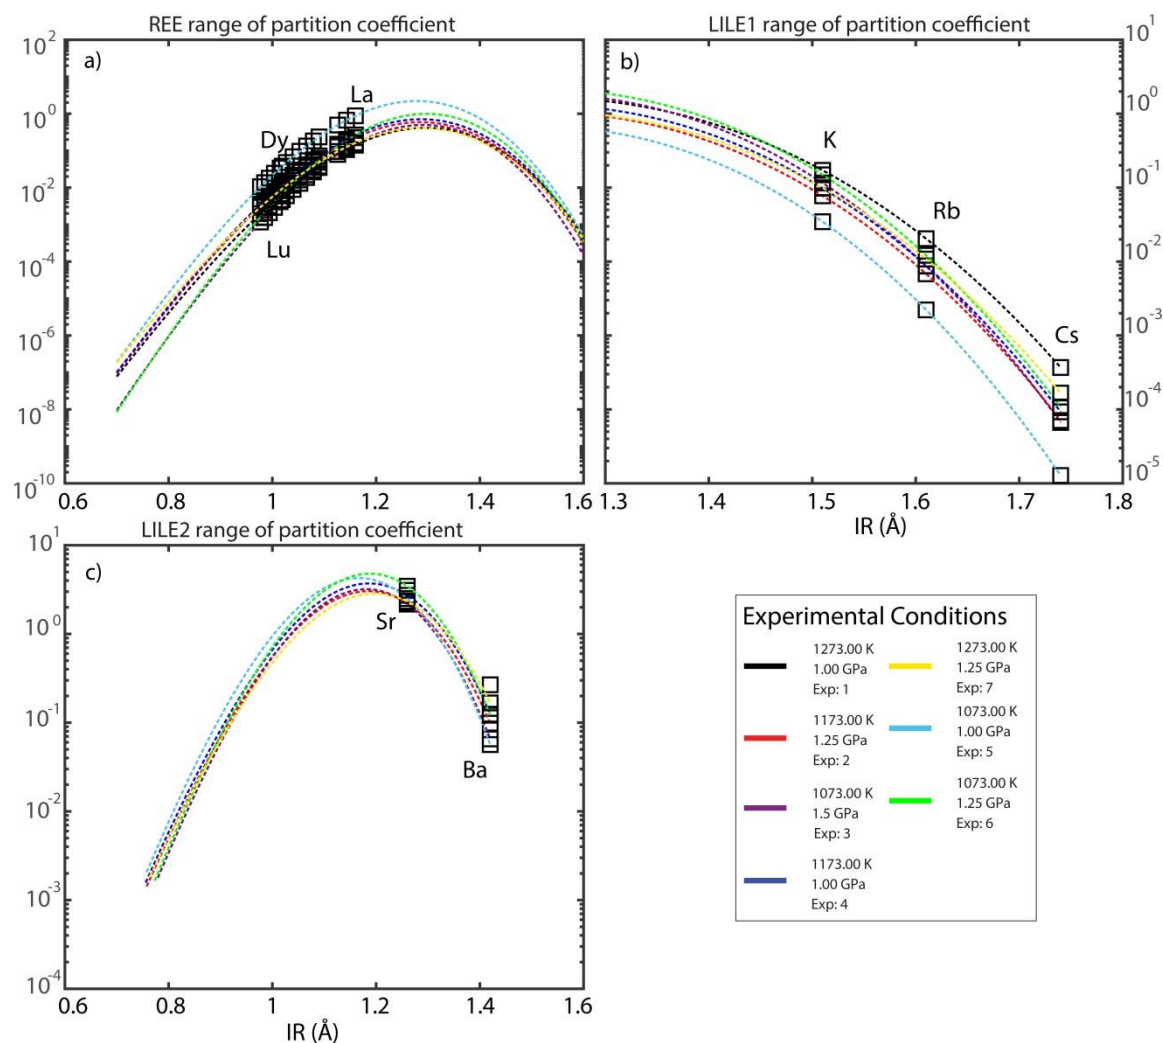 REE range of partition coefficient
LILE1 range of partition coefficient
10^2
10^0
10^-2
10^-4
10^-6
10^-8
10^-10
a)
La
Dy
Lu
0.6 0.8 1 1.2 1.4 1.6
b)
K
Rb
Cs
10^1
10^0
10^-1
10^-2
10^-3
10^-4
10^-5
1.3 1.4 1.5 1.6 1.7 1.8
IR (Å)
LILE2 range of partition coefficient
10^1
10^0
10^-1
10^-2
10^-3
10^-4
c)
Sr
Ba
0.6 0.8 1 1.2 1.4 1.6
IR (Å)
Experimental Conditions
1273.00 K
1.00 GPa
Exp: 1
1173.00 K
1.25 GPa
Exp: 2
1073.00 K
1.5 GPa
Exp: 3
1173.00 K
1.00 GPa
Exp: 4
1273.00 K
1.25 GPa
Exp: 7
1073.00 K
1.00 GPa
Exp: 5
1073.00 K
1.25 GPa
Exp: 6